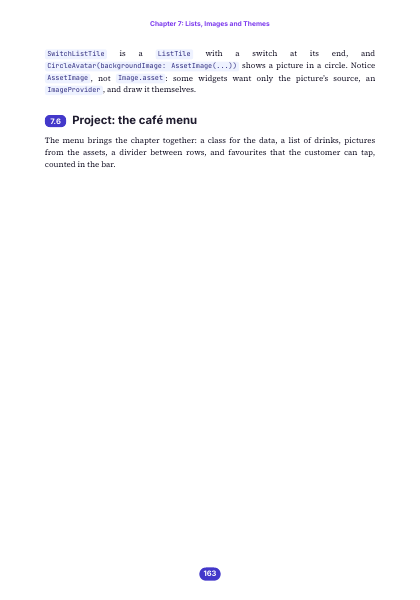 Chapter 7: Lists, Images and Themes
SwitchListTile is a ListTile with a switch at its end, and
CircleAvatar(backgroundImage: AssetImage(...)) shows a picture in a circle. Notice
AssetImage, not Image.asset: some widgets want only the picture's source, an
ImageProvider, and draw it themselves.
7.6 Project: the café menu
The menu brings the chapter together: a class for the data, a list of drinks, pictures
from the assets, a divider between rows, and favourites that the customer can tap,
counted in the bar.
163